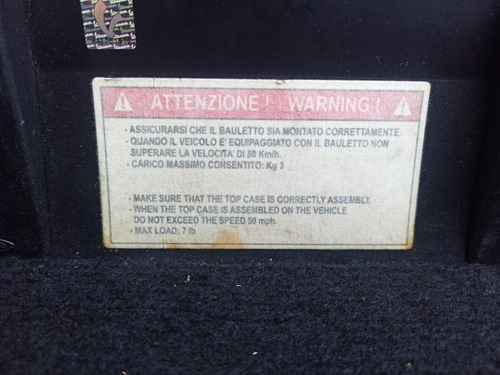 ATTENZIONE! WARNING!
- ASSICURARSI CHE IL BAULETTO SIA MONTATO CORRETTAMENTE.
- QUANDO IL VEICOLO E' EQUIPAGGIATO CON IL BAULETTO NON
SUPERARE LA VELOCITA' DI 80 Km/h.
- CARICO MASSIMO CONSENTITO: Kg 3
- MAKE SURE THAT THE TOP CASE IS CORRECTLY ASSEMBLY.
- WHEN THE TOP CASE IS ASSEMBLED ON THE VEHICLE
DO NOT EXCEED THE SPEED 50 mph.
- MAX LOAD: 7 lb